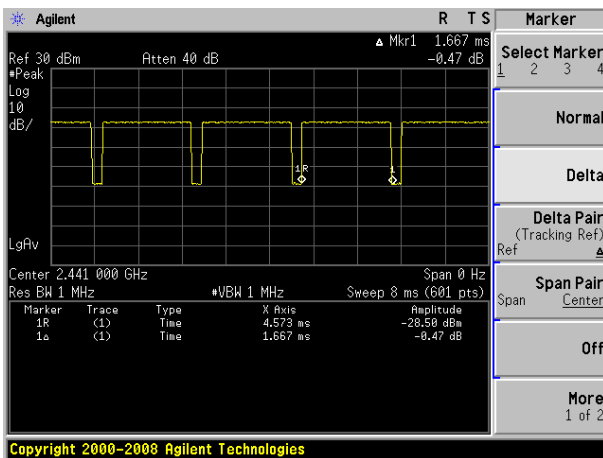 Agilent R T S Marker
Δ Mkr1 1.667 ms
Ref 30 dBm Atten 40 dB -0.47 dB
#Peak
Log
10
dB/
1R
1
LgAv
Center 2.441 000 GHz Span 0 Hz
Res BW 1 MHz #VBW 1 MHz Sweep 8 ms (601 pts)
Marker Trace Type X Axis Amplitude
1R (1) Time 4.573 ms -28.50 dBm
1Δ (1) Time 1.667 ms -0.47 dB
Select Marker
1 2 3 4
Normal
Delta
Delta Pair
(Tracking Ref)
Ref Δ
Span Pair
Span Center
Off
More
1 of 2
Copyright 2000-2008 Agilent Technologies